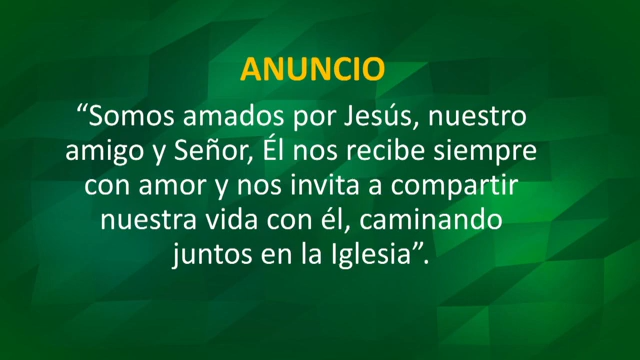 ANUNCIO
“Somos amados por Jesús, nuestro
amigo y Señor, Él nos recibe siempre
con amor y nos invita a compartir
nuestra vida con él, caminando
juntos en la Iglesia”.